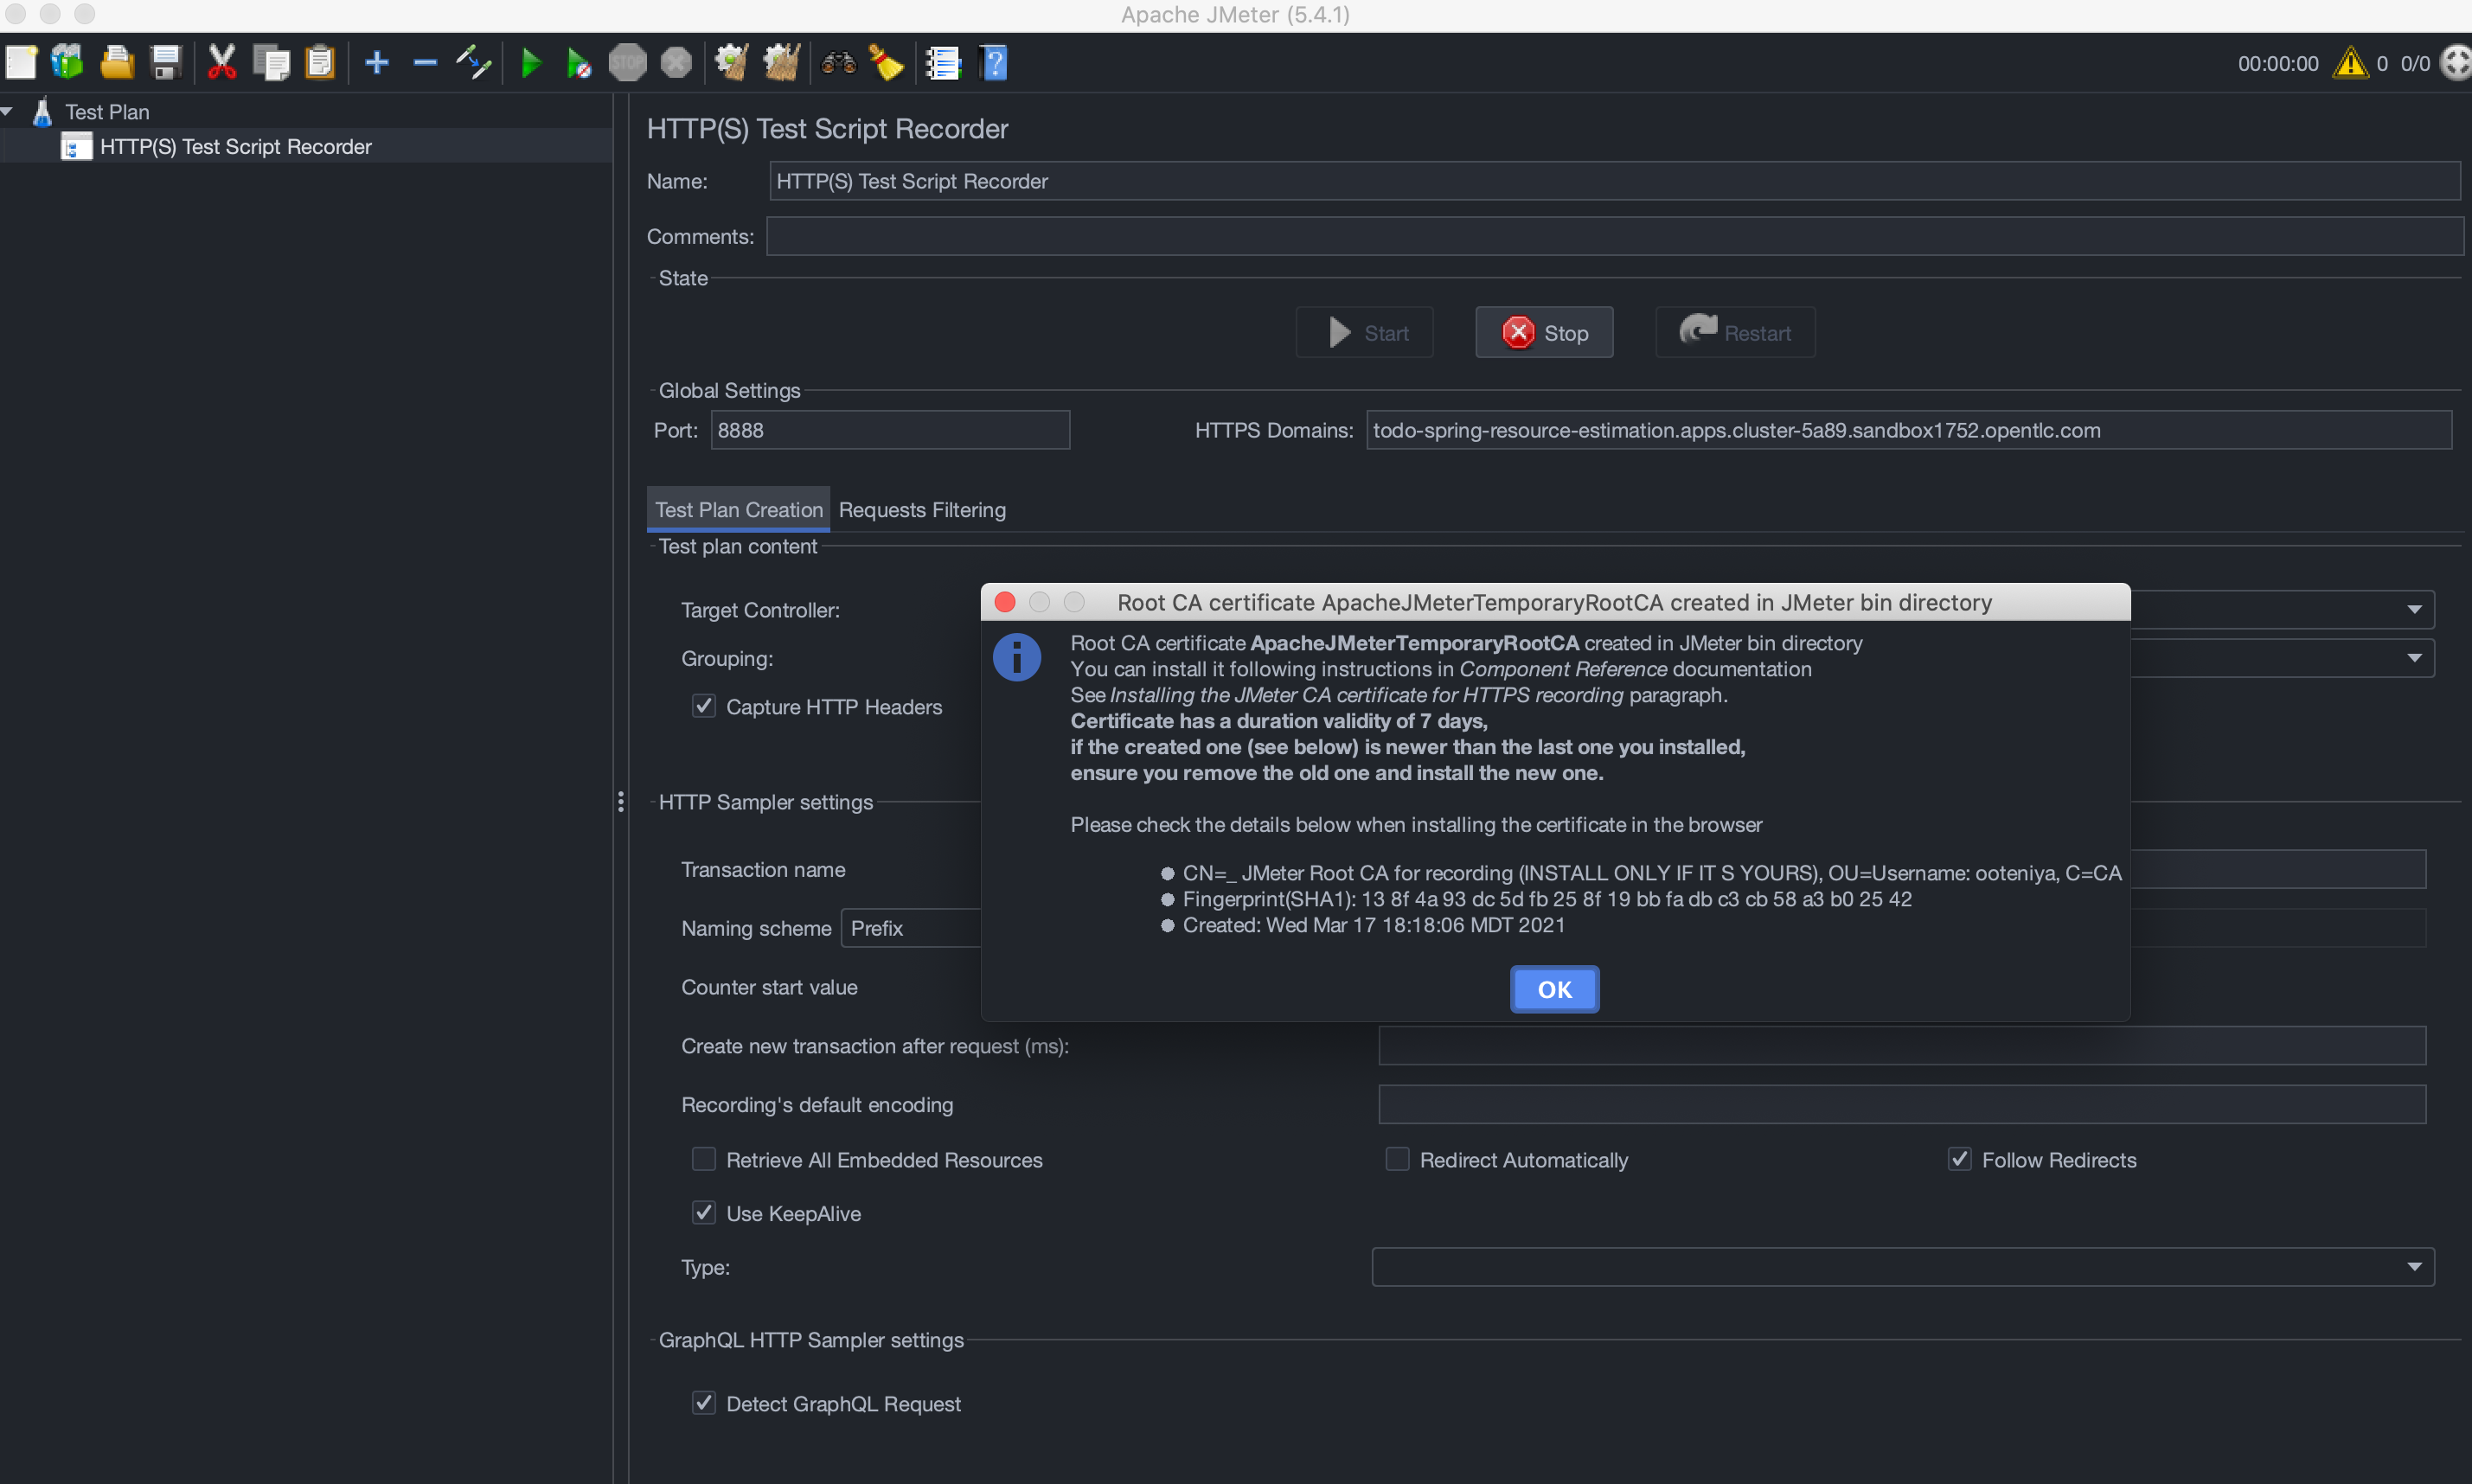 Apache JMeter (5.4.1)
STOP
00:00:00
0
0/0
Test Plan
HTTP(S) Test Script Recorder
HTTP(S) Test Script Recorder
Name:
HTTP(S) Test Script Recorder
Comments:
State
Start
Stop
Restart
Global Settings
Port:
8888
HTTPS Domains:
todo-spring-resource-estimation.apps.cluster-5a89.sandbox1752.opentlc.com
Test Plan Creation
Requests Filtering
Test plan content
Target Controller:
Grouping:
Capture HTTP Headers
Root CA certificate ApacheJMeterTemporaryRootCA created in JMeter bin directory
Root CA certificate ApacheJMeterTemporaryRootCA created in JMeter bin directory
You can install it following instructions in Component Reference documentation
See Installing the JMeter CA certificate for HTTPS recording paragraph.
Certificate has a duration validity of 7 days,
if the created one (see below) is newer than the last one you installed,
ensure you remove the old one and install the new one.
Please check the details below when installing the certificate in the browser
CN=_ JMeter Root CA for recording (INSTALL ONLY IF IT S YOURS), OU=Username: ooteniya, C=CA
Fingerprint(SHA1): 13 8f 4a 93 dc 5d fb 25 8f 19 bb fa db c3 cb 58 a3 b0 25 42
Created: Wed Mar 17 18:18:06 MDT 2021
OK
HTTP Sampler settings
Transaction name
Naming scheme
Prefix
Counter start value
Create new transaction after request (ms):
Recording's default encoding
Retrieve All Embedded Resources
Redirect Automatically
Follow Redirects
Use KeepAlive
Type:
GraphQL HTTP Sampler settings
Detect GraphQL Request